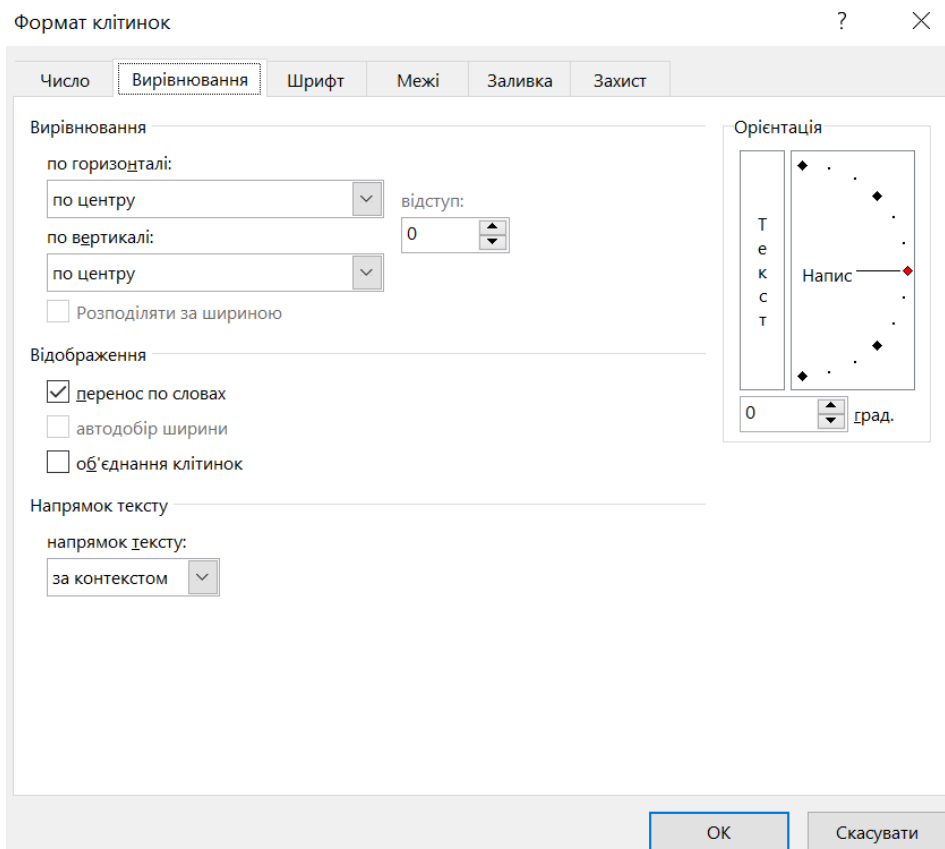 Формат клітинок ?
Число Вирівнювання Шрифт Межі Заливка Захист
Вирівнювання
по горизонталі:
по центру
відступ:
0
по вертикалі:
по центру
Розподіляти за шириною
Відображення
перенос по словах
автодобір ширини
об'єднання клітинок
Напрямок тексту
напрямок тексту:
за контекстом
Орієнтація
Текст
Напис
0 град.
ОК Скасувати